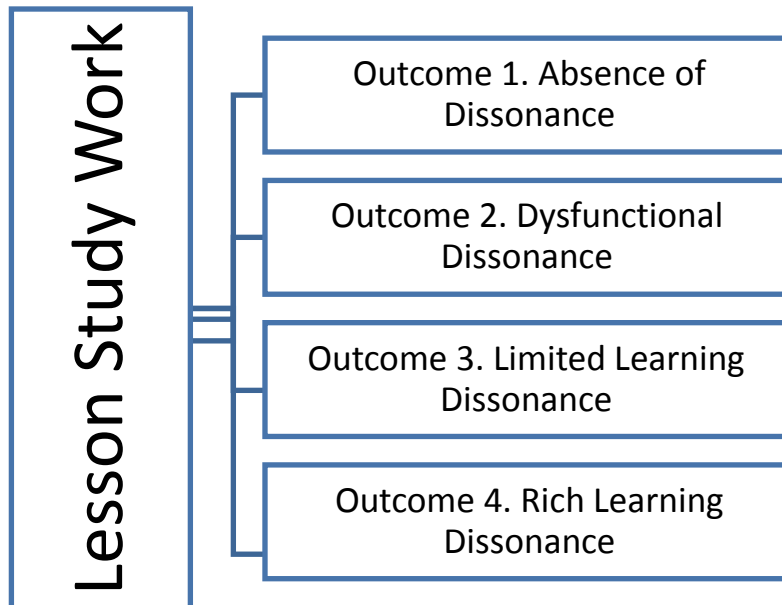 Lesson Study Work
Outcome 1. Absence of
Dissonance
Outcome 2. Dysfunctional
Dissonance
Outcome 3. Limited Learning
Dissonance
Outcome 4. Rich Learning
Dissonance